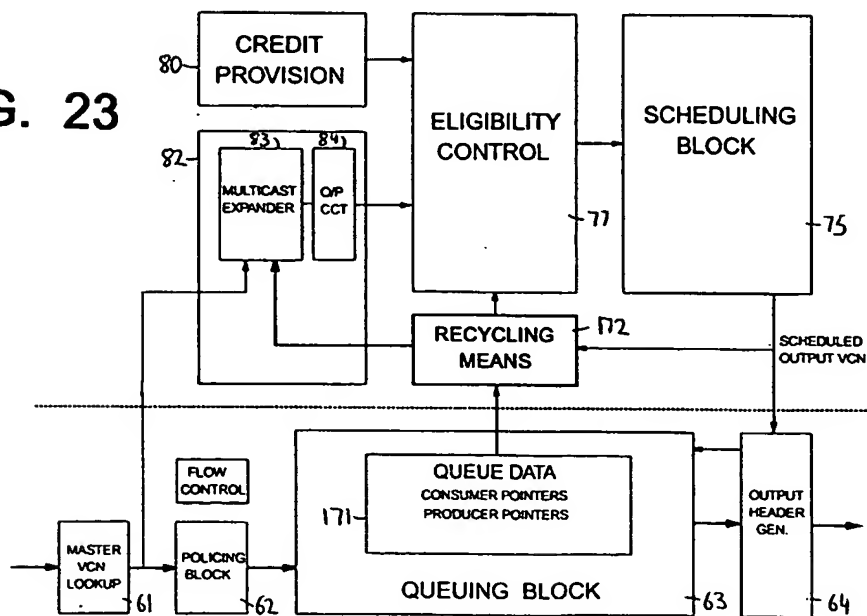 G. 23
80
CREDIT
PROVISION
82
83
84
MULTICAST
EXPANDER
O/P
CCT
ELIGIBILITY
CONTROL
77
SCHEDULING
BLOCK
75
RECYCLING
MEANS
172
SCHEDULED
OUTPUT VCN
FLOW
CONTROL
MASTER
VCN
LOOKUP
61
POLICING
BLOCK
62
171
QUEUE DATA
CONSUMER POINTERS
PRODUCER POINTERS
QUEUING BLOCK
63
OUTPUT
HEADER
GEN.
64